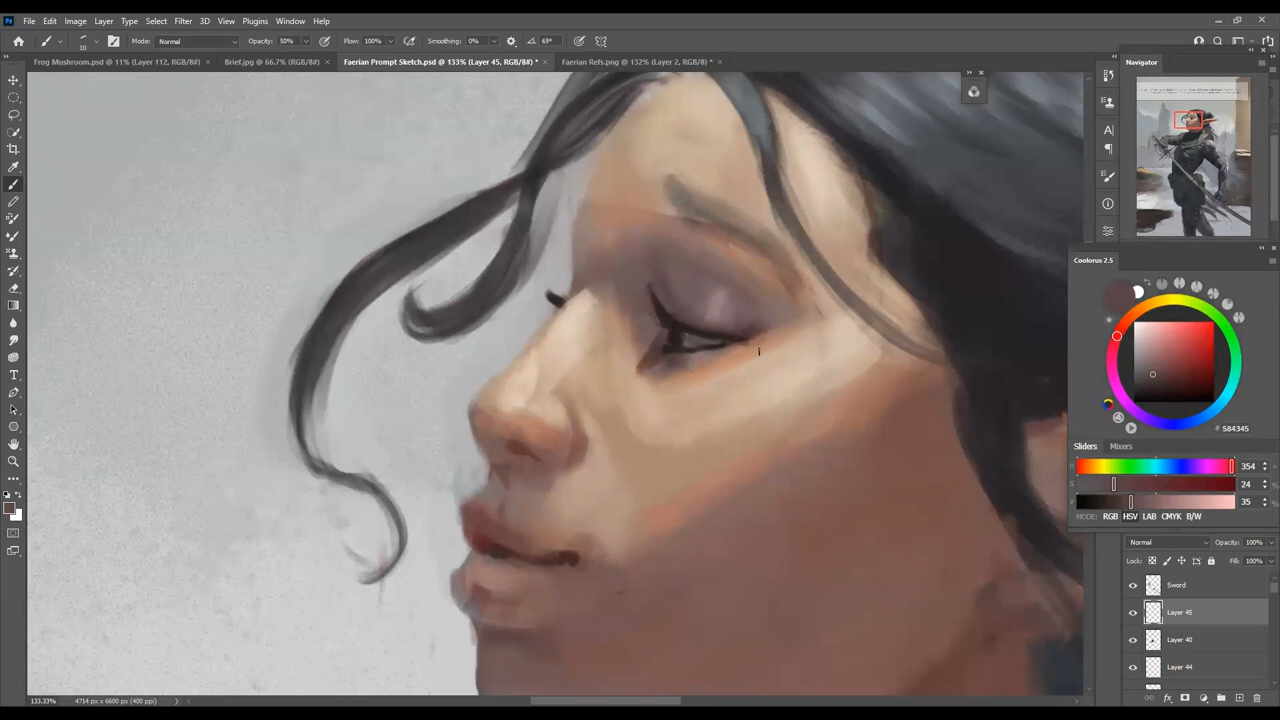 Ps File Edit Image Layer Type Select Filter 3D View Plugins Window Help
10 Mode: Normal Opacity: 50% Flow: 100% Smoothing: 0% 69°
Frog Mushroom.psd @ 11% (Layer 112, RGB/8#) × Brief.jpg @ 66.7% (RGB/8#) × Faerian Prompt Sketch.psd @ 133% (Layer 45, RGB/8#) * × Faerian Refs.png @ 132% (Layer 2, RGB/8#) * ×
Navigator
Coolorus 2.5
# 584345
Sliders Mixers
H 354
S 24 %
V 35 %
MODE: RGB HSV LAB CMYK B/W
Normal Opacity: 100%
Lock: Fill: 100%
Sword
Layer 45
Layer 40
Layer 44
133.33% 4714 px x 6600 px (400 ppi)